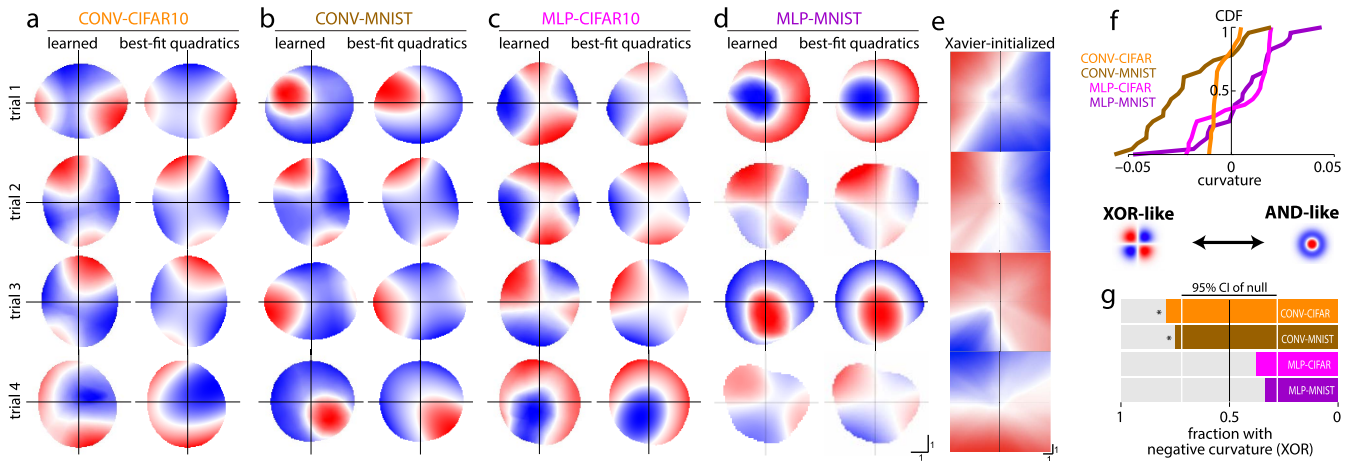 a CONV-CIFAR10
learned best-fit quadratics
b CONV-MNIST
learned best-fit quadratics
c MLP-CIFAR10
learned best-fit quadratics
d MLP-MNIST
learned best-fit quadratics
e
Xavier-initialized
trial 1
trial 2
trial 3
trial 4
1
1
1
1
f
CDF
1
0.5
CONV-CIFAR
CONV-MNIST
MLP-CIFAR
MLP-MNIST
−0.05 0 0.05
curvature
XOR-like AND-like
g
95% CI of null
* CONV-CIFAR
* CONV-MNIST
MLP-CIFAR
MLP-MNIST
1 0.5 0
fraction with
negative curvature (XOR)